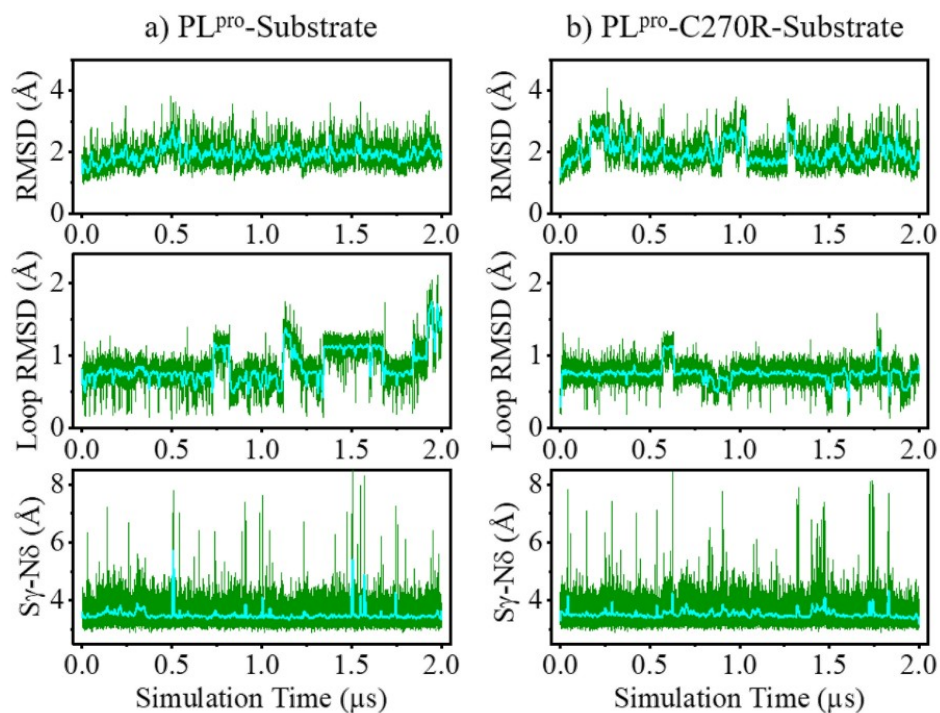 a) PLpro-Substrate
b) PLpro-C270R-Substrate
RMSD (Å)
4
2
0
0.0 0.5 1.0 1.5 2.0
RMSD (Å)
4
2
0
0.0 0.5 1.0 1.5 2.0
Loop RMSD (Å)
2
1
0
0.0 0.5 1.0 1.5 2.0
Loop RMSD (Å)
2
1
0
0.0 0.5 1.0 1.5 2.0
Sγ-Nδ (Å)
8
6
4
0.0 0.5 1.0 1.5 2.0
Simulation Time (µs)
Sγ-Nδ (Å)
8
6
4
0.0 0.5 1.0 1.5 2.0
Simulation Time (µs)